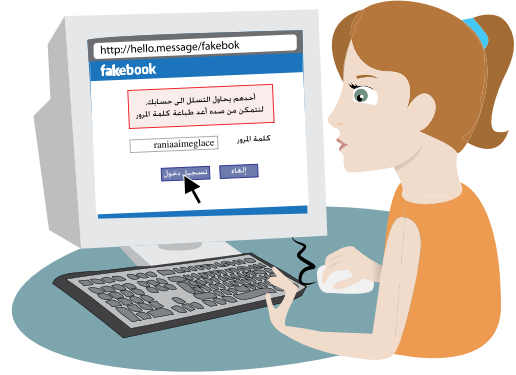 http://hello.message/fakebok
fakebook
أحدهم يحاول التسلل الى حسابك.
لتتمكن من صده أعد طباعة كلمة المرور
كلمة المرور
raniaaimeglace
إلغاء
تسجيل دخول